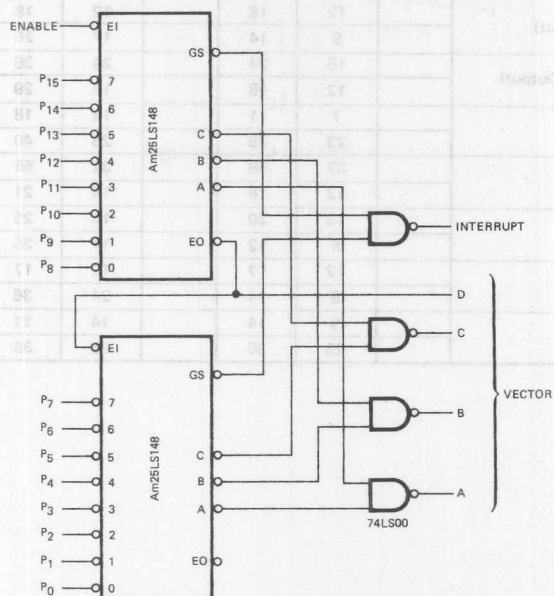 ENABLE
EI
GS
P15
7
P14
6
P13
5
C
P12
4
B
P11
3
A
P10
2
P9
1
EO
P8
0
Am25LS148
INTERRUPT
D
EI
C
GS
VECTOR
P7
7
P6
6
B
P5
5
C
P4
4
B
P3
3
A
A
P2
2
74LS00
P1
1
EO
P0
0
Am25LS148